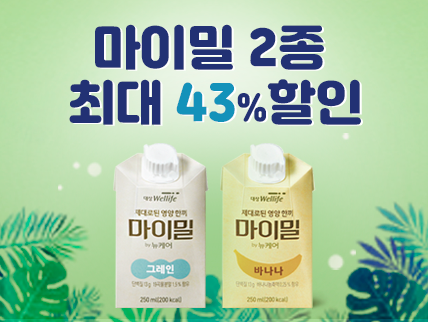 마이밀 2종
최대 43%할인
대상 Wellife
제대로된 영양 한끼
마이밀
by 뉴케어
그레인
250 ml(200 kcal)
대상 Wellife
제대로된 영양 한끼
마이밀
by 뉴케어
바나나
250 ml(200 kcal)